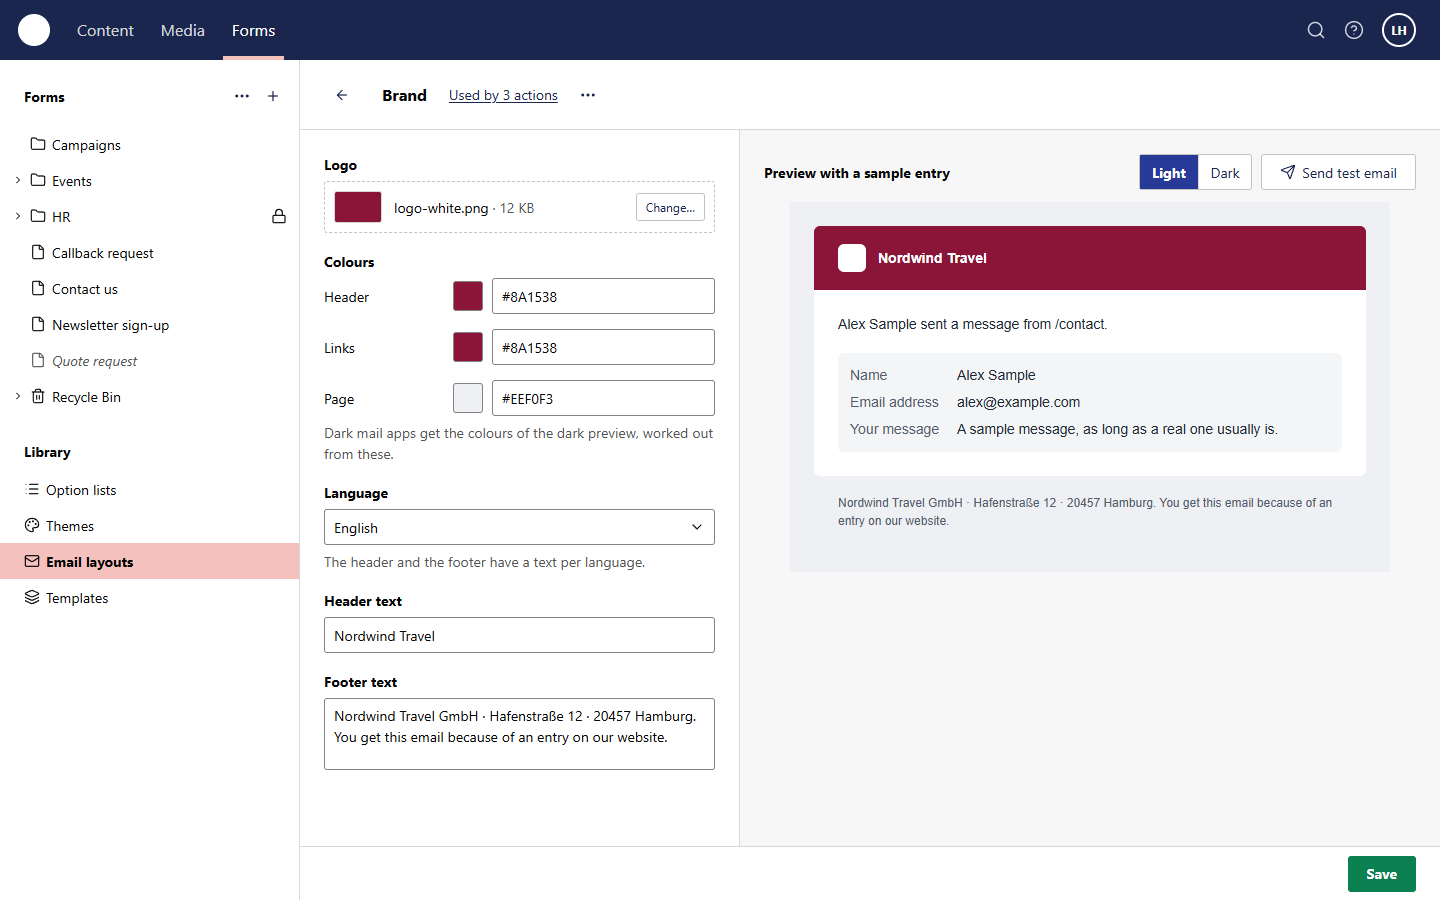 Content
Media
Forms
LH
Forms
Campaigns
Events
HR
Callback request
Contact us
Newsletter sign-up
Quote request
Recycle Bin
Library
Option lists
Themes
Email layouts
Templates
Brand
Used by 3 actions
Logo
logo-white.png · 12 KB
Change...
Colours
Header
#8A1538
Links
#8A1538
Page
#EEF0F3
Dark mail apps get the colours of the dark preview, worked out
from these.
Language
English
The header and the footer have a text per language.
Header text
Nordwind Travel
Footer text
Nordwind Travel GmbH · Hafenstraße 12 · 20457 Hamburg.
You get this email because of an entry on our website.
Preview with a sample entry
Light
Dark
Send test email
Nordwind Travel
Alex Sample sent a message from /contact.
Name Alex Sample
Email address alex@example.com
Your message A sample message, as long as a real one usually is.
Nordwind Travel GmbH · Hafenstraße 12 · 20457 Hamburg. You get this email because of an
entry on our website.
Save